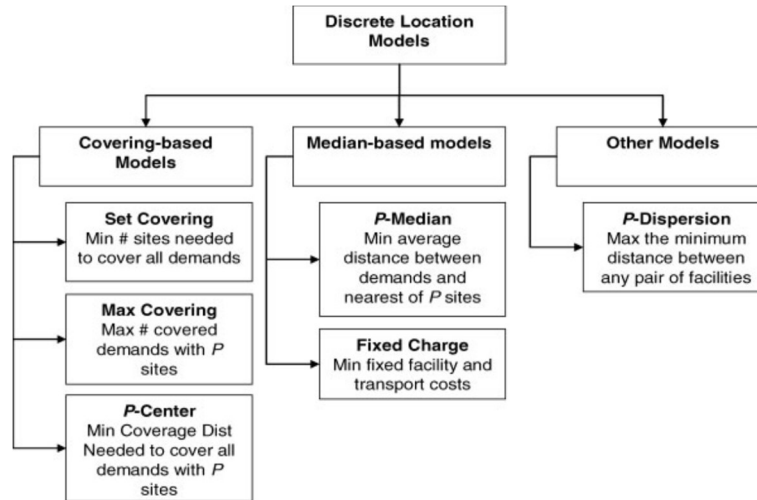 Discrete Location
Models
Covering-based
Models
Median-based models
Other Models
Set Covering
Min # sites needed
to cover all demands
Max Covering
Max # covered
demands with P
sites
P-Center
Min Coverage Dist
Needed to cover all
demands with P
sites
P-Median
Min average
distance between
demands and
nearest of P sites
Fixed Charge
Min fixed facility and
transport costs
P-Dispersion
Max the minimum
distance between
any pair of facilities